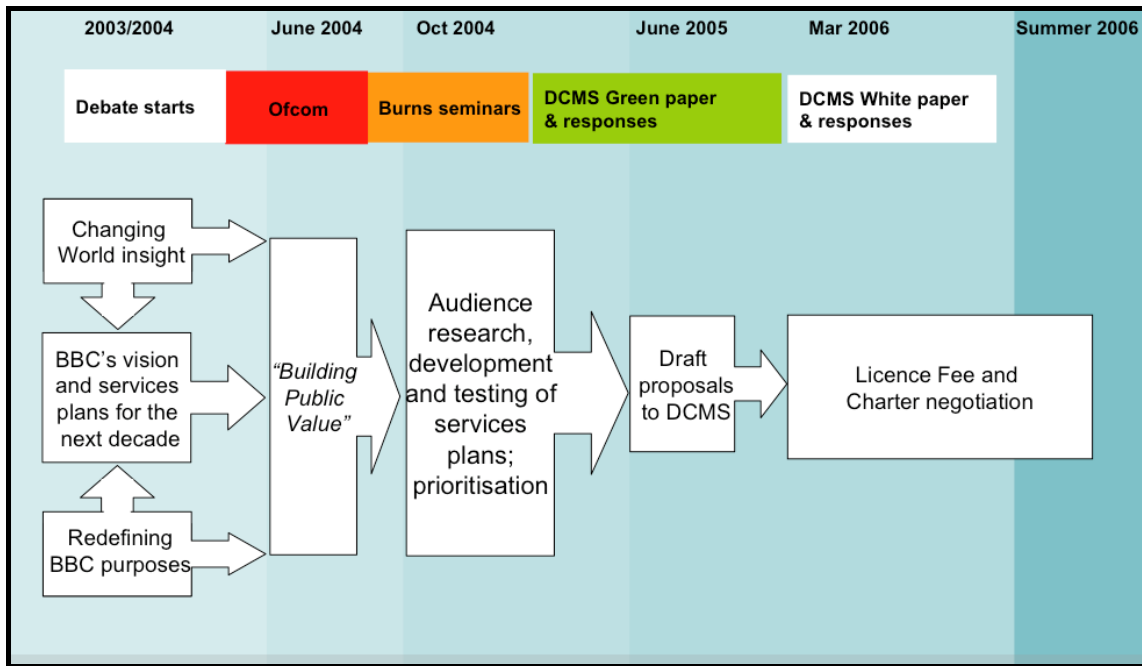 2003/2004
June 2004
Oct 2004
June 2005
Mar 2006
Summer 2006
Debate starts
Ofcom
Burns seminars
DCMS Green paper
& responses
DCMS White paper
& responses
Changing
World insight
BBC's vision
and services
plans for the
next decade
Redefining
BBC purposes
“Building
Public
Value”
Audience
research,
development
and testing of
services
plans;
prioritisation
Draft
proposals
to DCMS
Licence Fee and
Charter negotiation